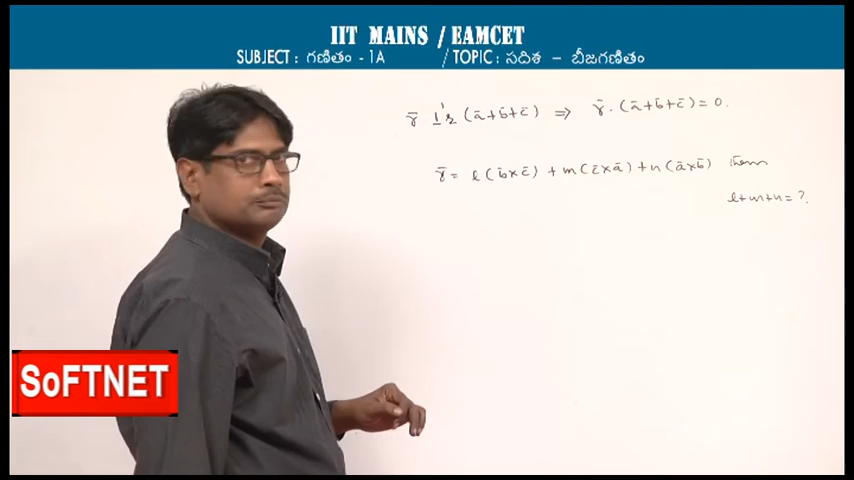 IIT MAINS / EAMCET
SUBJECT : గణితం - 1A / TOPIC : సదిశ – బీజగణితం
r̄ ⊥'r (ā+b̄+c̄) ⇒ r̄ . (ā+b̄+c̄) = 0.
r̄ = l (b̄×c̄) + m (c̄×ā) + n (ā×b̄) then
l+m+n = ?
SOFTNET